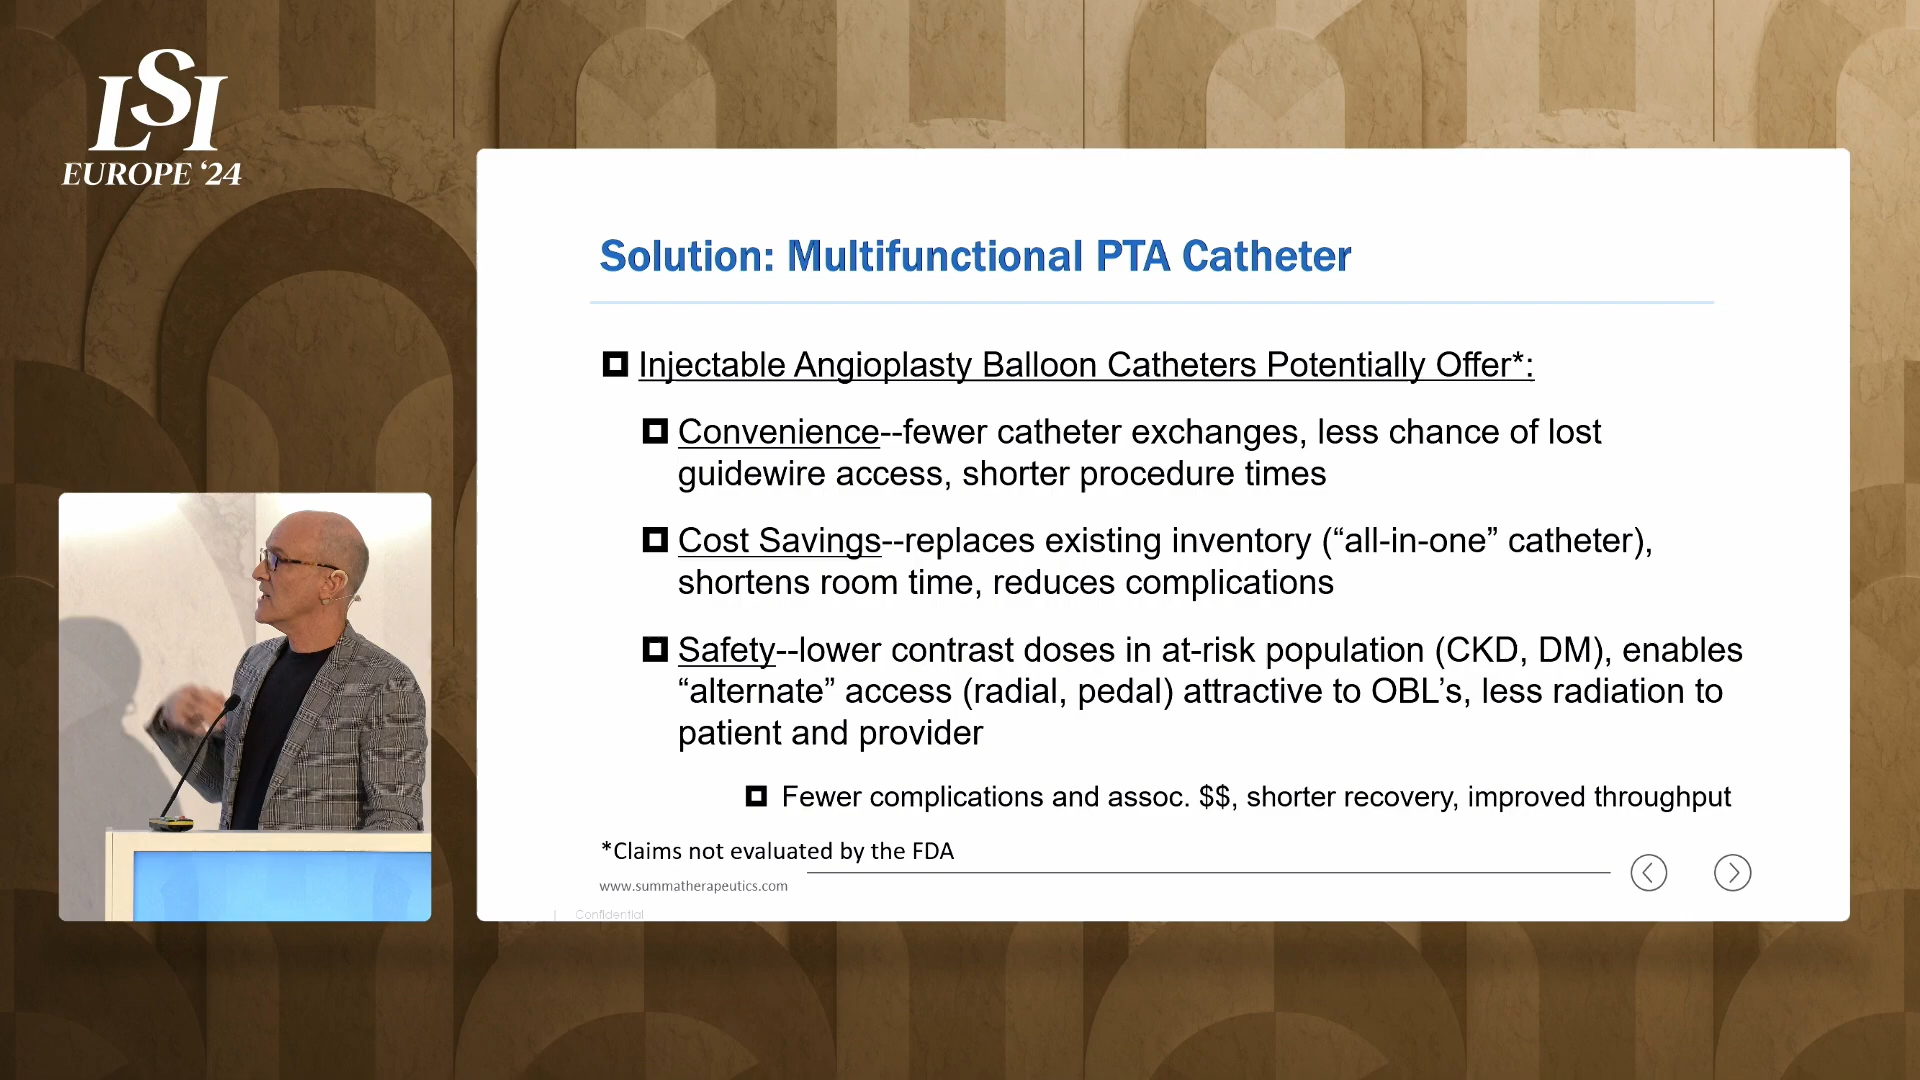 LSI
EUROPE ‘24
Solution: Multifunctional PTA Catheter
Injectable Angioplasty Balloon Catheters Potentially Offer*:
Convenience--fewer catheter exchanges, less chance of lost
guidewire access, shorter procedure times
Cost Savings--replaces existing inventory (“all-in-one” catheter),
shortens room time, reduces complications
Safety--lower contrast doses in at-risk population (CKD, DM), enables
“alternate” access (radial, pedal) attractive to OBL’s, less radiation to
patient and provider
Fewer complications and assoc. $$, shorter recovery, improved throughput
*Claims not evaluated by the FDA
www.summatherapeutics.com
| Confidential